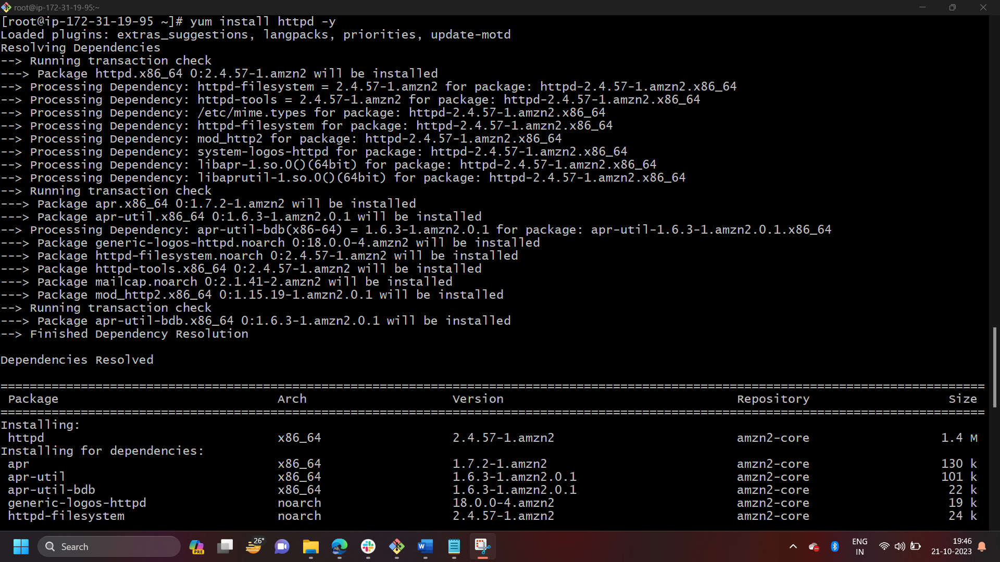 root@ip-172-31-19-95:~
[root@ip-172-31-19-95 ~]# yum install httpd -y
Loaded plugins: extras_suggestions, langpacks, priorities, update-motd
Resolving Dependencies
--> Running transaction check
---> Package httpd.x86_64 0:2.4.57-1.amzn2 will be installed
--> Processing Dependency: httpd-filesystem = 2.4.57-1.amzn2 for package: httpd-2.4.57-1.amzn2.x86_64
--> Processing Dependency: httpd-tools = 2.4.57-1.amzn2 for package: httpd-2.4.57-1.amzn2.x86_64
--> Processing Dependency: /etc/mime.types for package: httpd-2.4.57-1.amzn2.x86_64
--> Processing Dependency: httpd-filesystem for package: httpd-2.4.57-1.amzn2.x86_64
--> Processing Dependency: mod_http2 for package: httpd-2.4.57-1.amzn2.x86_64
--> Processing Dependency: system-logos-httpd for package: httpd-2.4.57-1.amzn2.x86_64
--> Processing Dependency: libapr-1.so.0()(64bit) for package: httpd-2.4.57-1.amzn2.x86_64
--> Processing Dependency: libaprutil-1.so.0()(64bit) for package: httpd-2.4.57-1.amzn2.x86_64
--> Running transaction check
---> Package apr.x86_64 0:1.7.2-1.amzn2 will be installed
---> Package apr-util.x86_64 0:1.6.3-1.amzn2.0.1 will be installed
--> Processing Dependency: apr-util-bdb(x86-64) = 1.6.3-1.amzn2.0.1 for package: apr-util-1.6.3-1.amzn2.0.1.x86_64
---> Package generic-logos-httpd.noarch 0:18.0.0-4.amzn2 will be installed
---> Package httpd-filesystem.noarch 0:2.4.57-1.amzn2 will be installed
---> Package httpd-tools.x86_64 0:2.4.57-1.amzn2 will be installed
---> Package mailcap.noarch 0:2.1.41-2.amzn2 will be installed
---> Package mod_http2.x86_64 0:1.15.19-1.amzn2.0.1 will be installed
--> Running transaction check
---> Package apr-util-bdb.x86_64 0:1.6.3-1.amzn2.0.1 will be installed
--> Finished Dependency Resolution
Dependencies Resolved
Package Arch Version Repository Size
Installing:
httpd x86_64 2.4.57-1.amzn2 amzn2-core 1.4 M
Installing for dependencies:
apr x86_64 1.7.2-1.amzn2 amzn2-core 130 k
apr-util x86_64 1.6.3-1.amzn2.0.1 amzn2-core 101 k
apr-util-bdb x86_64 1.6.3-1.amzn2.0.1 amzn2-core 22 k
generic-logos-httpd noarch 18.0.0-4.amzn2 amzn2-core 19 k
httpd-filesystem noarch 2.4.57-1.amzn2 amzn2-core 24 k
Search
PRE
26°
W
ENG
IN
19:46
21-10-2023